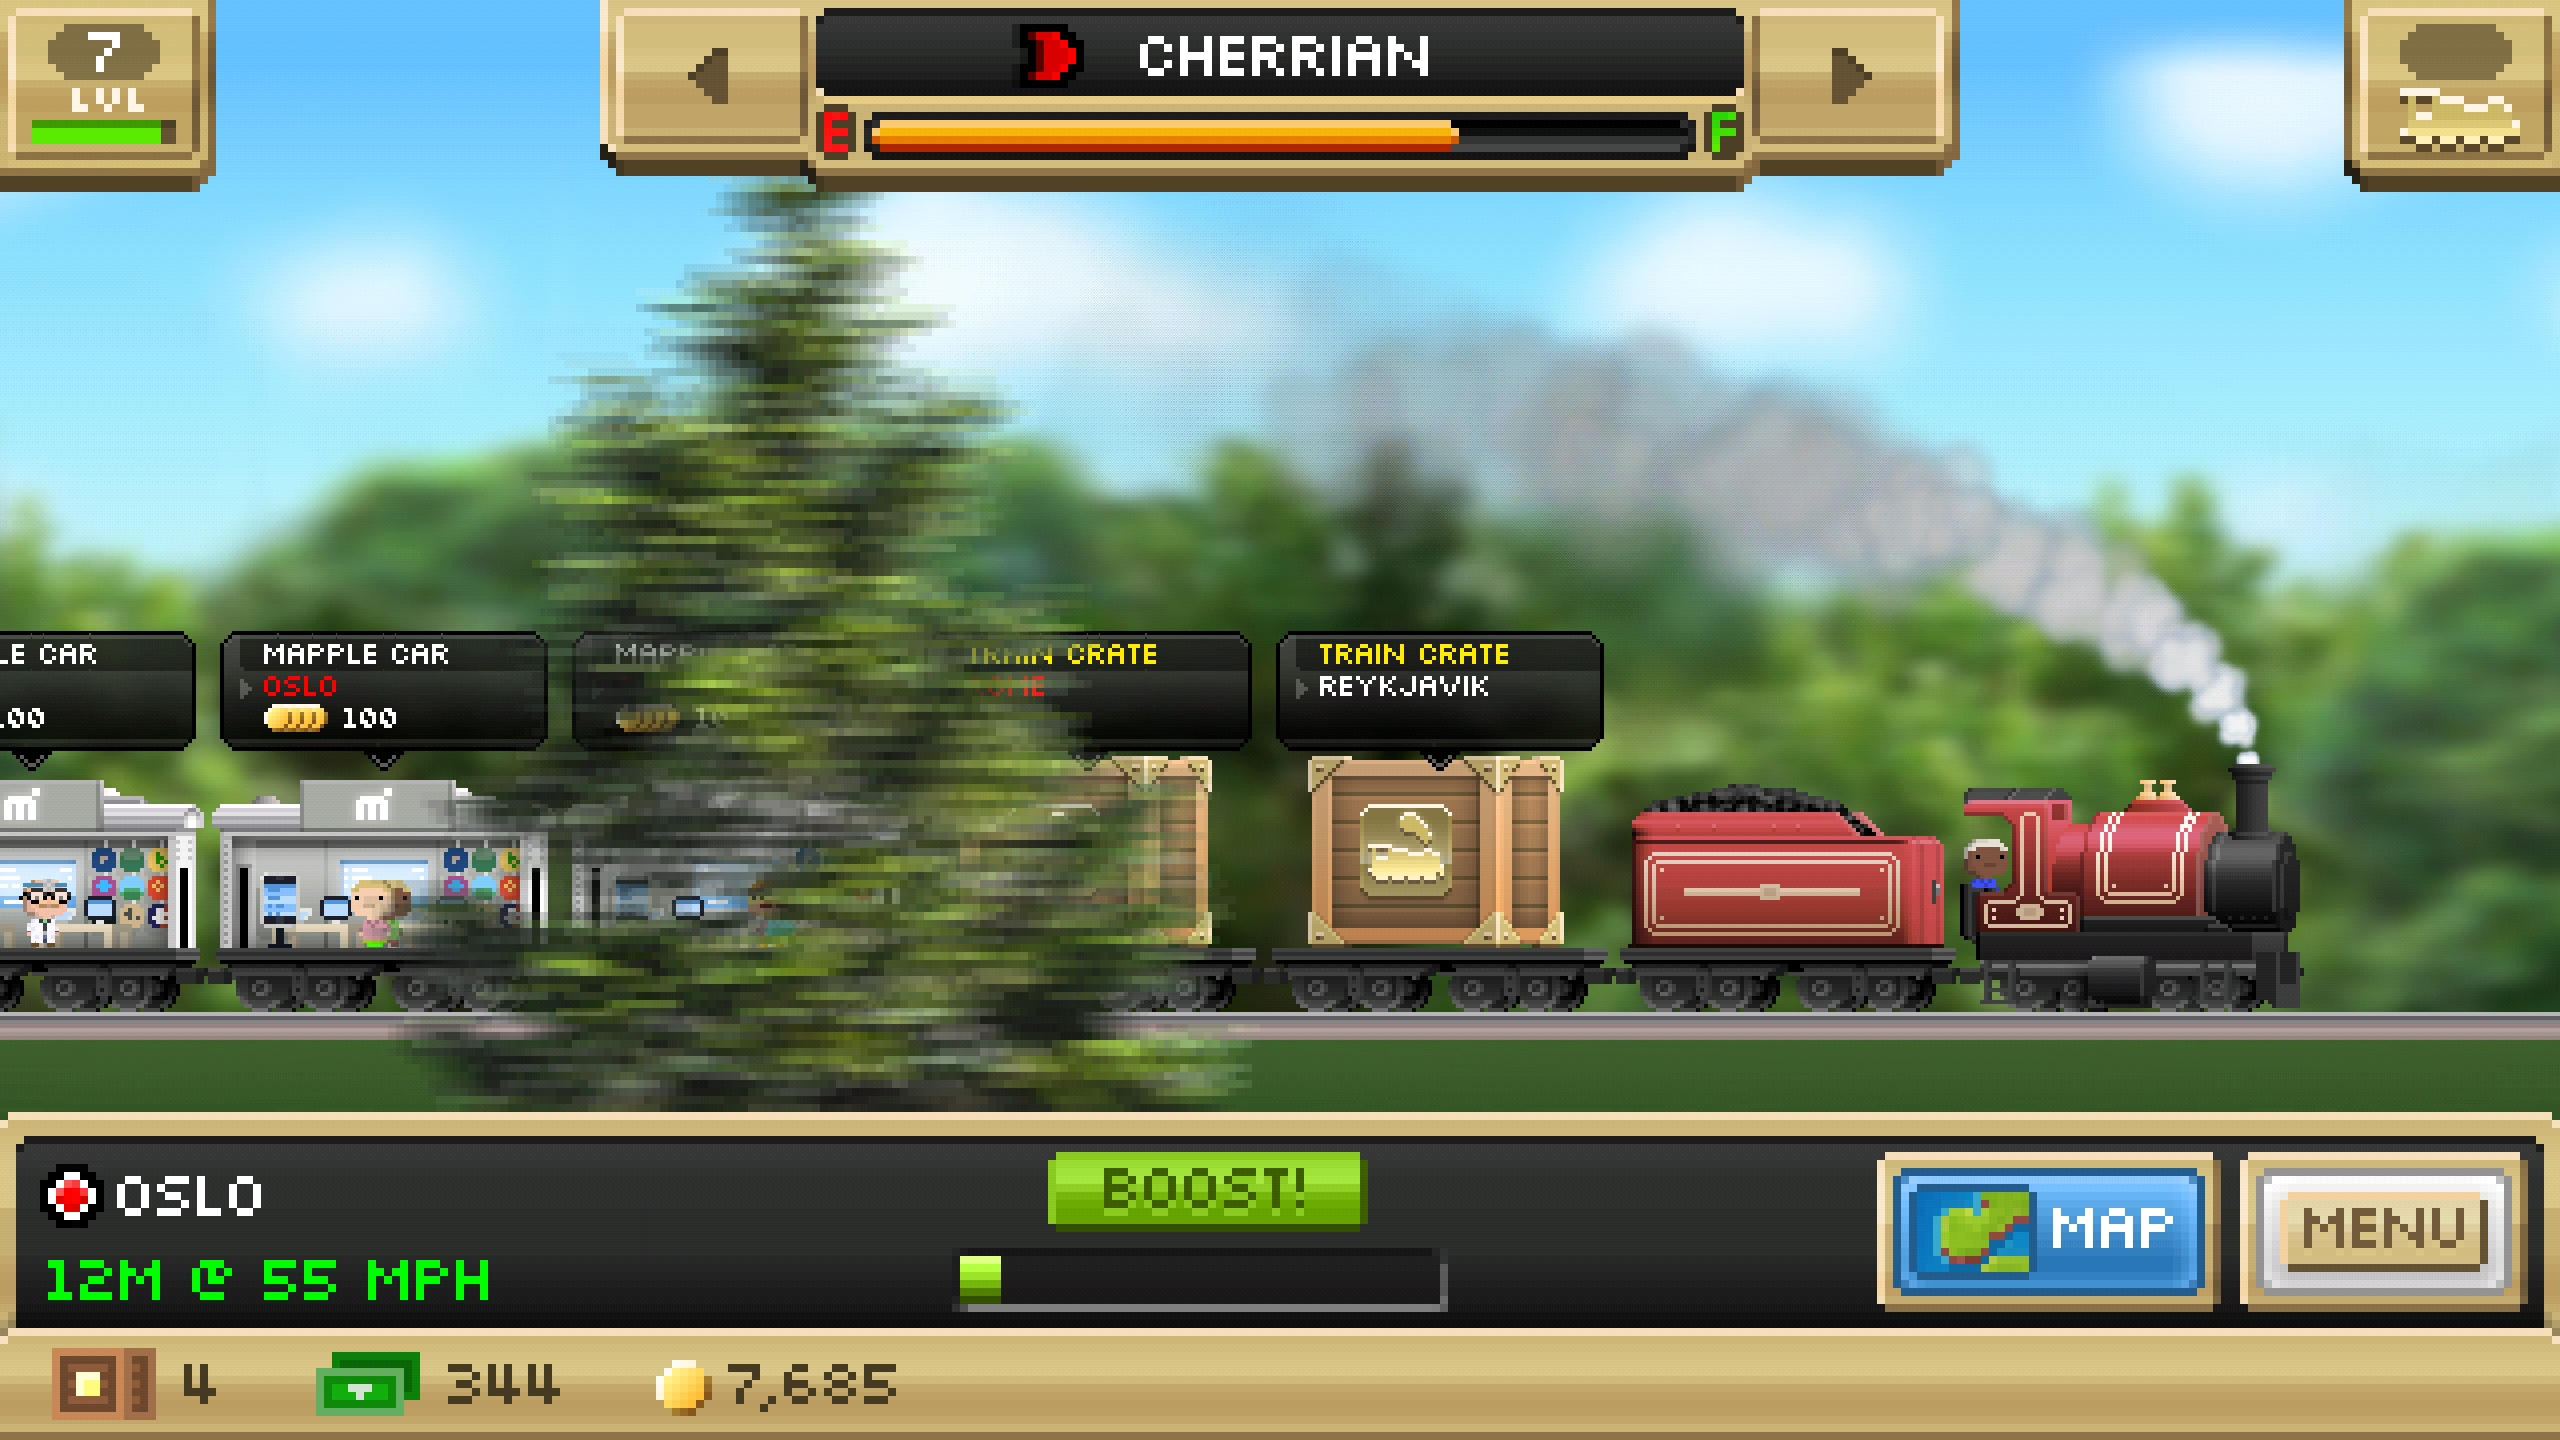 7
LVL
CHERRIAN
E
F
LE CAR
.00
MAPPLE CAR
OSLO
100
TRAIN CRATE
TRAIN CRATE
REYKJAVIK
m
m
OSLO
12M @ 55 MPH
BOOST!
MAP
MENU
4
344
7,685